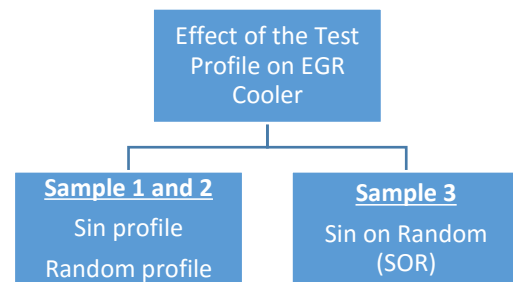 Effect of the Test
Profile on EGR
Cooler
Sample 1 and 2
Sin profile
Random profile
Sample 3
Sin on Random
(SOR)